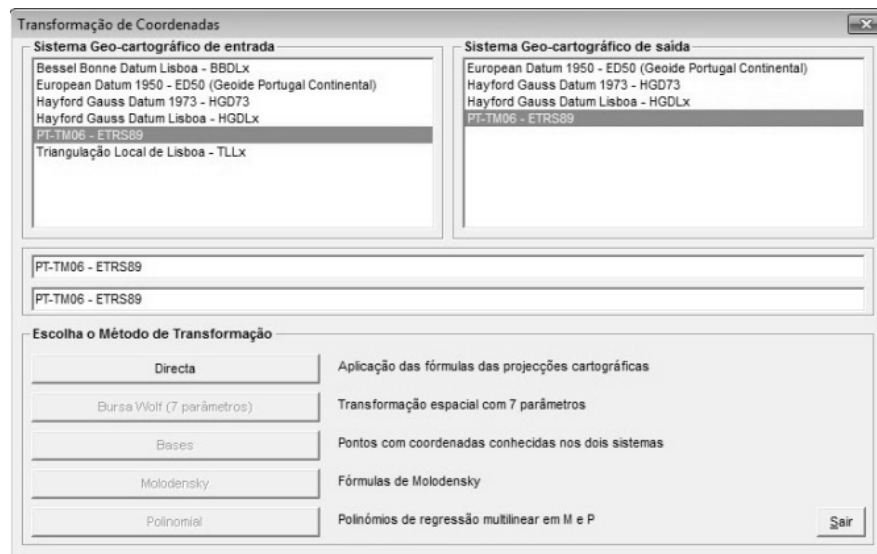 Transformação de Coordenadas
Sistema Geo-cartográfico de entrada
Bessel Bonne Datum Lisboa - BBDLx
European Datum 1950 - ED50 (Geoide Portugal Continental)
Hayford Gauss Datum 1973 - HGD73
Hayford Gauss Datum Lisboa - HGDLx
PT-TM06 - ETRS89
Triangulação Local de Lisboa - TLLx
Sistema Geo-cartográfico de saída
European Datum 1950 - ED50 (Geoide Portugal Continental)
Hayford Gauss Datum 1973 - HGD73
Hayford Gauss Datum Lisboa - HGDLx
PT-TM06 - ETRS89
PT-TM06 - ETRS89
PT-TM06 - ETRS89
Escolha o Método de Transformação
Directa Aplicação das fórmulas das projecções cartográficas
Bursa Wolf (7 parâmetros) Transformação espacial com 7 parâmetros
Bases Pontos com coordenadas conhecidas nos dois sistemas
Molodensky Fórmulas de Molodensky
Polinomial Polinómios de regressão multilinear em M e P
Sair